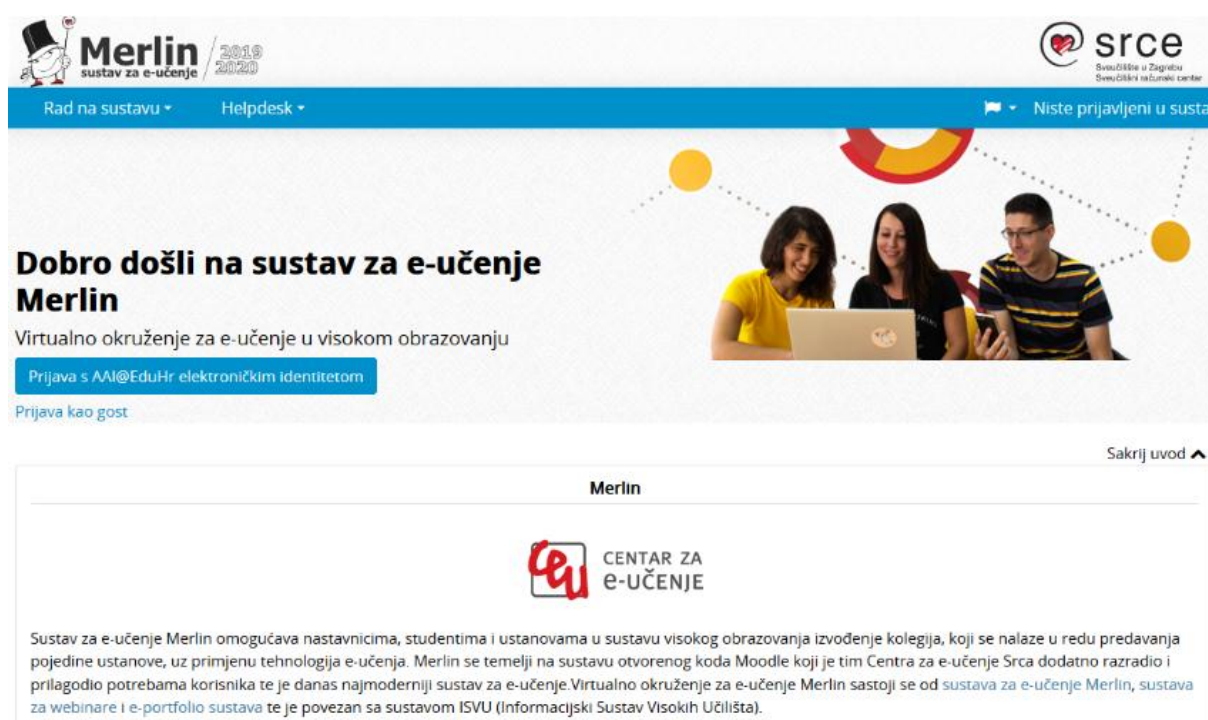 Merlin
sustav za e-učenje
2019
2020
srce
Sveučilište u Zagrebu
Sveučilišni računski centar
Rad na sustavu
Helpdesk
Niste prijavljeni u susta
Dobro došli na sustav za e-učenje
Merlin
Virtualno okruženje za e-učenje u visokom obrazovanju
Prijava s AAI@EduHr elektroničkim identitetom
Prijava kao gost
Sakrij uvod
Merlin
ceu
CENTAR ZA
e-UČENJE
Sustav za e-učenje Merlin omogućava nastavnicima, studentima i ustanovama u sustavu visokog obrazovanja izvođenje kolegija, koji se nalaze u redu predavanja
pojedine ustanove, uz primjenu tehnologija e-učenja. Merlin se temelji na sustavu otvorenog koda Moodle koji je tim Centra za e-učenje Srca dodatno razradio i
prilagodio potrebama korisnika te je danas najmoderniji sustav za e-učenje.Virtualno okruženje za e-učenje Merlin sastoji se od sustava za e-učenje Merlin, sustava
za webinare i e-portfolio sustava te je povezan sa sustavom ISVU (Informacijski Sustav Visokih Učilišta).